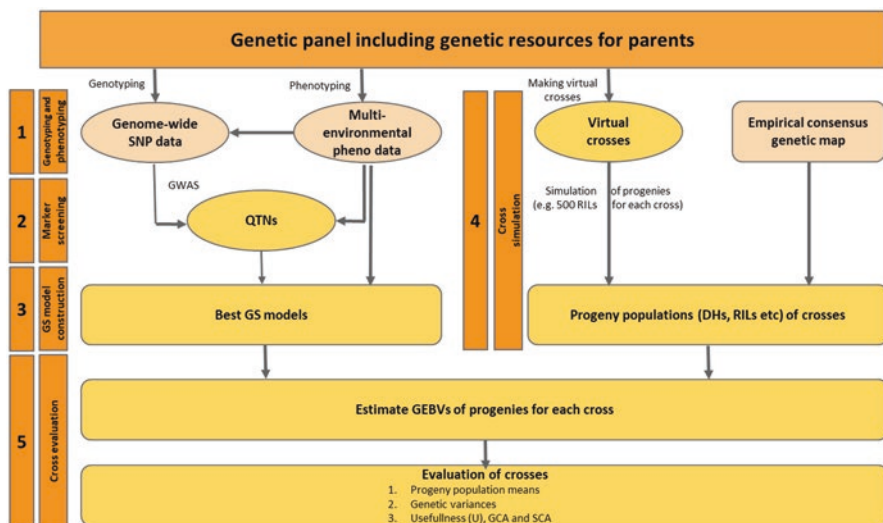 Genetic panel including genetic resources for parents
Genotyping
Phenotyping
Making virtual
crosses
1
Genotyping and
phenotyping
Genome-wide
SNP data
Multi-
environmental
pheno data
Virtual
crosses
Empirical consensus
genetic map
GWAS
Simulation of progenies
(e.g. 500 RILs for each cross)
2
Marker
screening
QTNs
4
Cross
simulation
3
GS model
construction
Best GS models
Progeny populations (DHs, RILs etc) of crosses
5
Cross evaluation
Estimate GEBVs of progenies for each cross
Evaluation of crosses
1. Progeny population means
2. Genetic variances
3. Usefullness (U), GCA and SCA